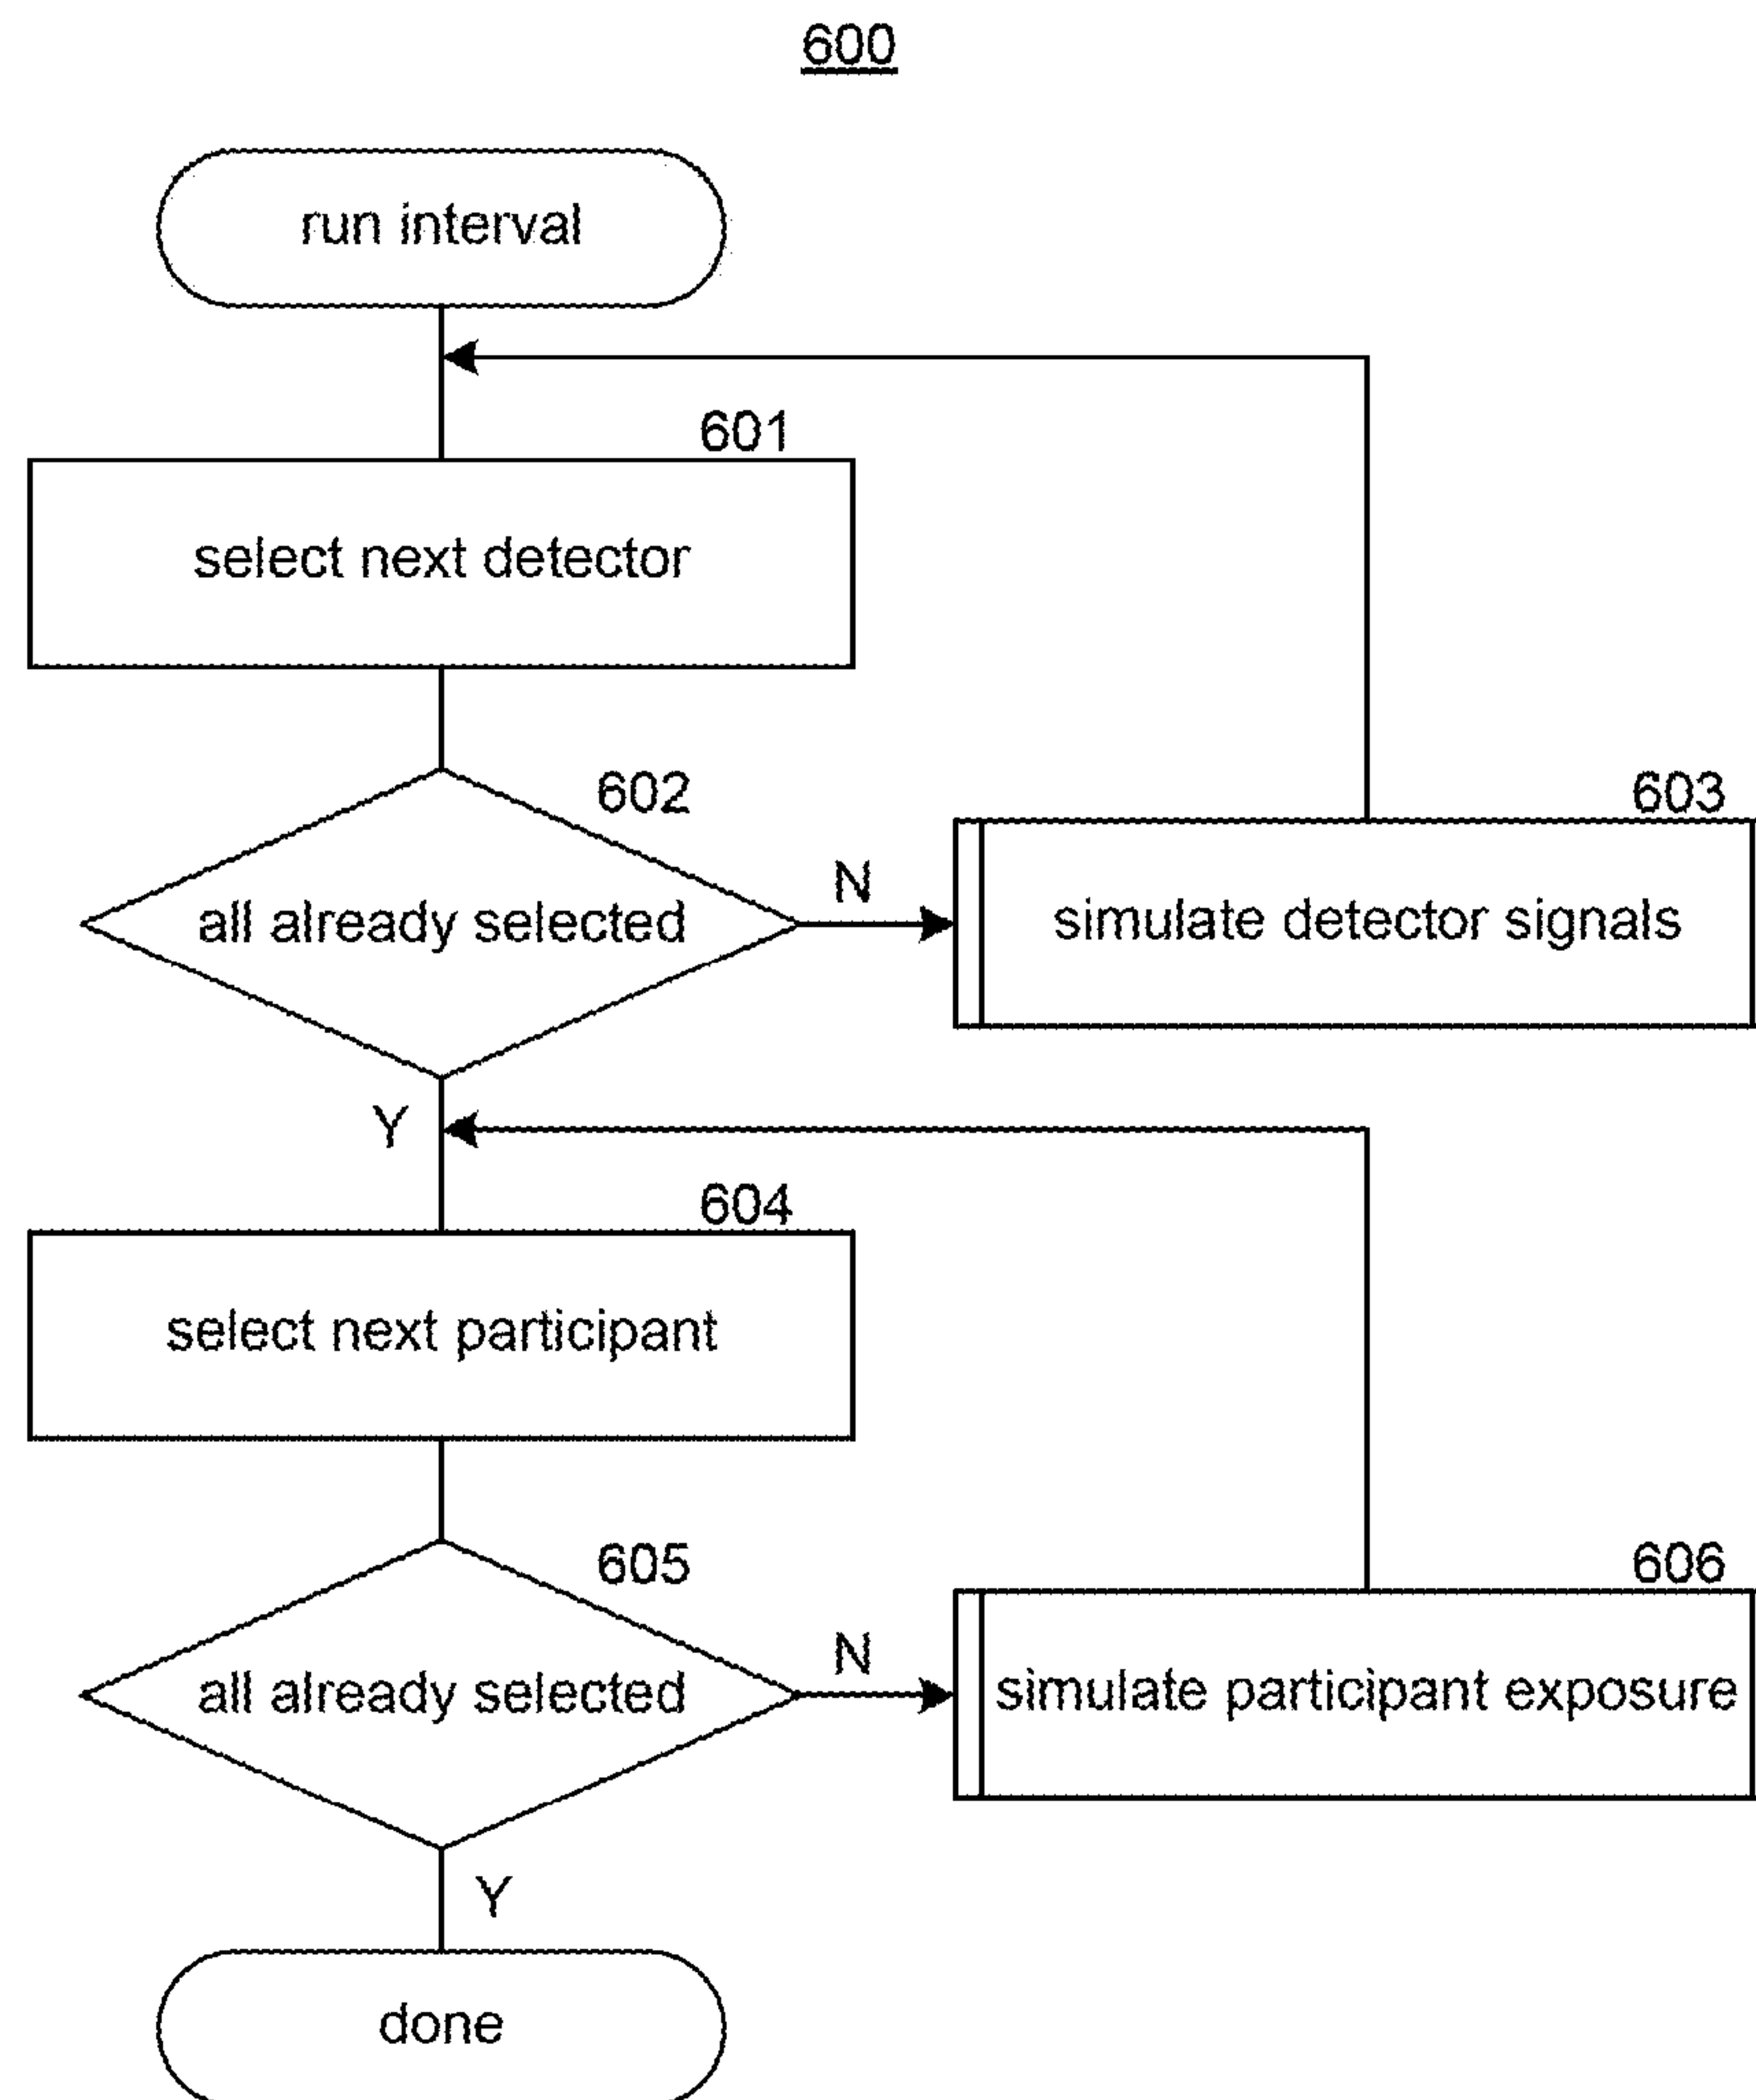 600
run interval
601
select next detector
602
all already selected
N
603
simulate detector signals
Y
604
select next participant
605
all already selected
N
606
simulate participant exposure
Y
done